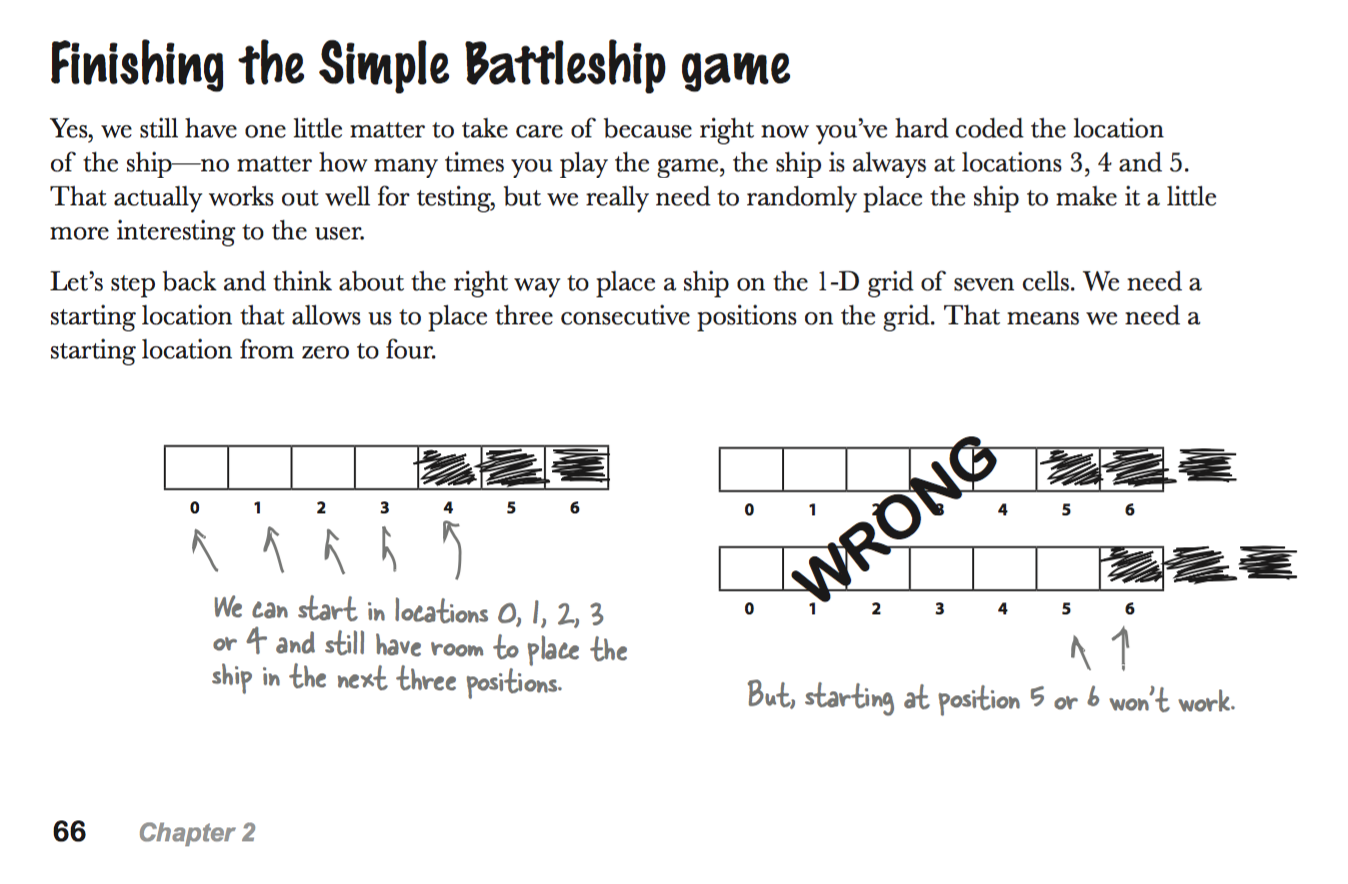 Finishing the Simple Battleship game
Yes, we still have one little matter to take care of because right now you’ve hard coded the location
of the ship—no matter how many times you play the game, the ship is always at locations 3, 4 and 5.
That actually works out well for testing, but we really need to randomly place the ship to make it a little
more interesting to the user.
Let’s step back and think about the right way to place a ship on the 1-D grid of seven cells. We need a
starting location that allows us to place three consecutive positions on the grid. That means we need a
starting location from zero to four.
0 1 2 3 4 5 6
We can start in locations 0, 1, 2, 3
or 4 and still have room to place the
ship in the next three positions.
WRONG
0 1 2 3 4 5 6
0 1 2 3 4 5 6
But, starting at position 5 or 6 won’t work.
66 Chapter 2